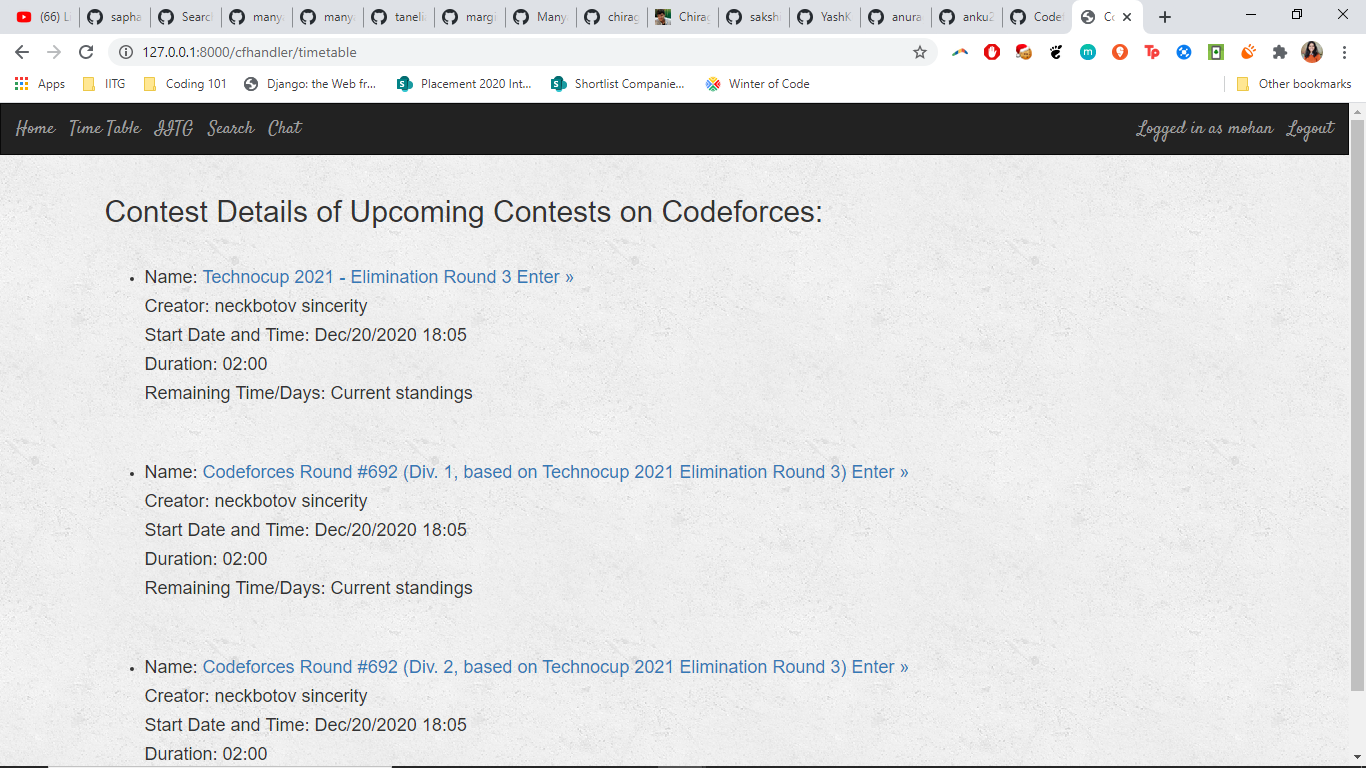 (66) Li
sapha
Searc
many
many
taneli
margi
Many
chirag
Chirag
sakshi
YashK
anura
anku2
Codef
Co
127.0.0.1:8000/cfhandler/timetable
Apps
IITG
Coding 101
Django: the Web fr...
Placement 2020 Int...
Shortlist Companie...
Winter of Code
Other bookmarks
Home Time Table IITG Search Chat
Logged in as mohan Logout
Contest Details of Upcoming Contests on Codeforces:
• Name: Technocup 2021 - Elimination Round 3 Enter »
Creator: neckbotov sincerity
Start Date and Time: Dec/20/2020 18:05
Duration: 02:00
Remaining Time/Days: Current standings
• Name: Codeforces Round #692 (Div. 1, based on Technocup 2021 Elimination Round 3) Enter »
Creator: neckbotov sincerity
Start Date and Time: Dec/20/2020 18:05
Duration: 02:00
Remaining Time/Days: Current standings
• Name: Codeforces Round #692 (Div. 2, based on Technocup 2021 Elimination Round 3) Enter »
Creator: neckbotov sincerity
Start Date and Time: Dec/20/2020 18:05
Duration: 02:00